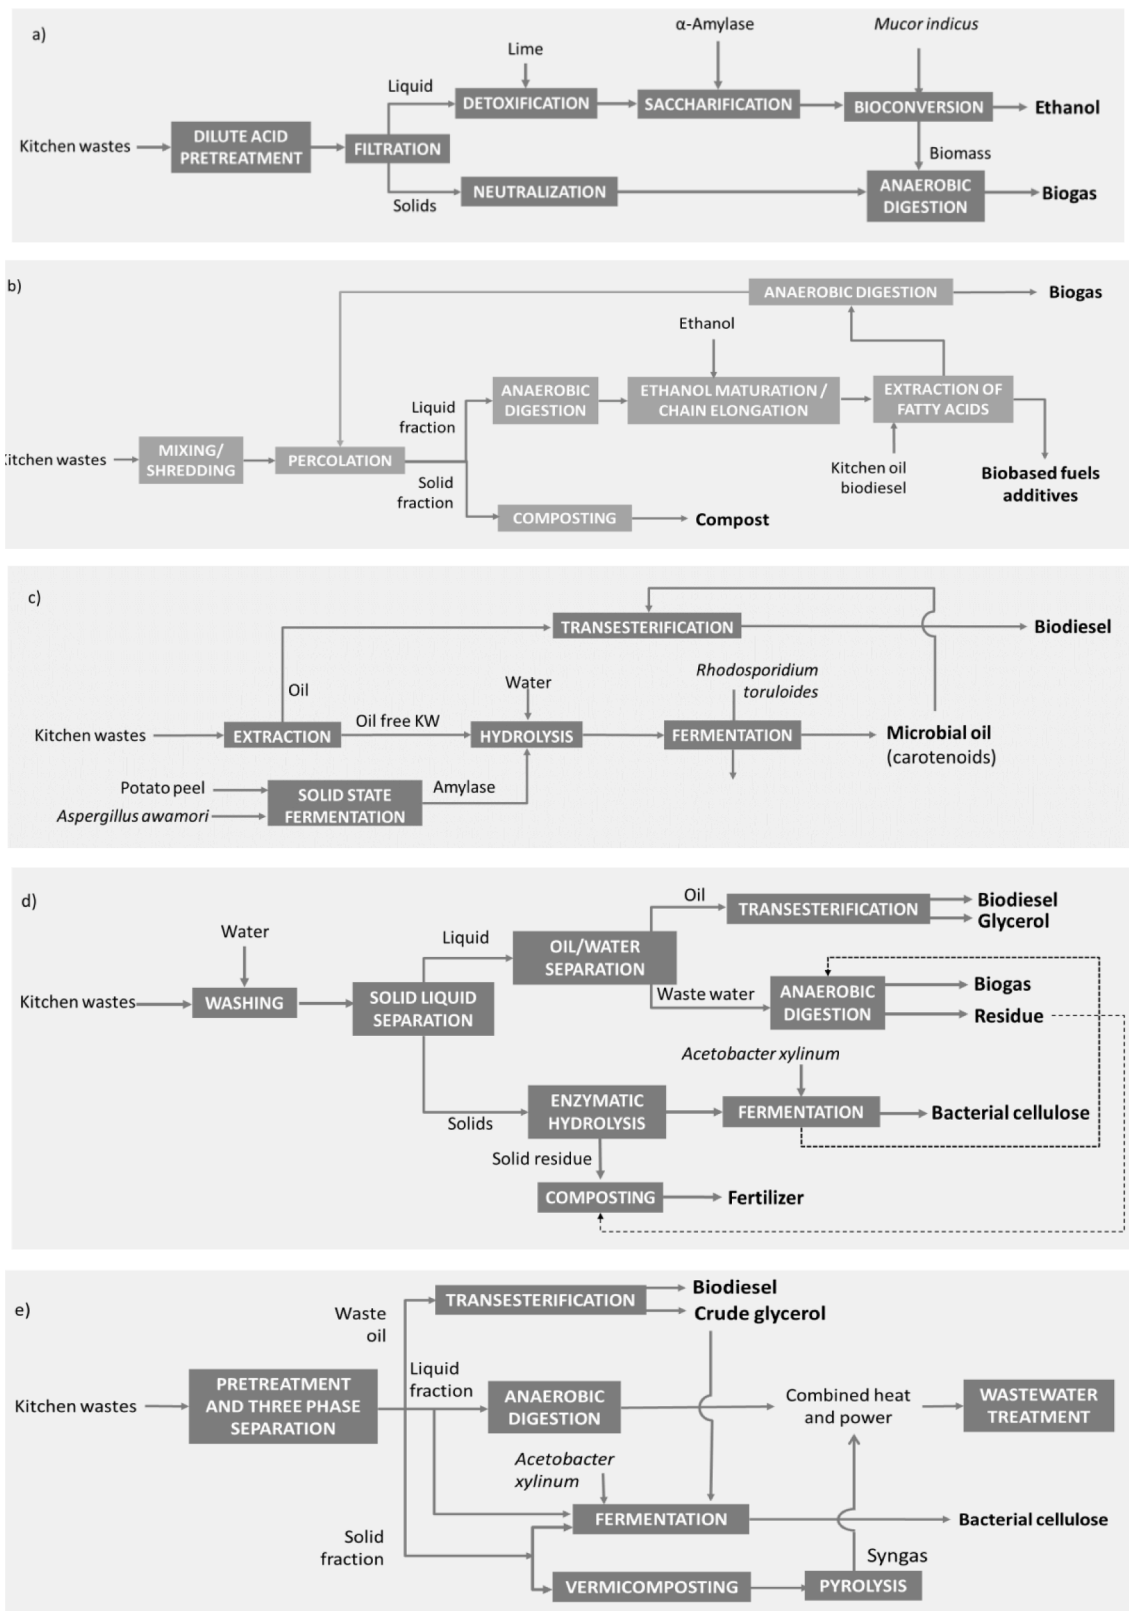 a)
α-Amylase
Mucor indicus
Lime
Liquid
DETOXIFICATION
SACCHARIFICATION
BIOCONVERSION
Ethanol
Kitchen wastes
DILUTE ACID
PRETREATMENT
FILTRATION
Biomass
Solids
NEUTRALIZATION
ANAEROBIC
DIGESTION
Biogas
b)
ANAEROBIC DIGESTION
Biogas
Ethanol
Liquid
fraction
ANAEROBIC
DIGESTION
ETHANOL MATURATION /
CHAIN ELONGATION
EXTRACTION OF
FATTY ACIDS
Kitchen wastes
MIXING/
SHREDDING
PERCOLATION
Kitchen oil
biodiesel
Biobased fuels
additives
Solid
fraction
COMPOSTING
Compost
c)
TRANSESTERIFICATION
Biodiesel
Oil
Water
Rhodosporidium
toruloides
Kitchen wastes
EXTRACTION
Oil free KW
HYDROLYSIS
FERMENTATION
Microbial oil
(carotenoids)
Potato peel
Aspergillus awamori
SOLID STATE
FERMENTATION
Amylase
d)
Oil
TRANSESTERIFICATION
Biodiesel
Glycerol
Water
Liquid
OIL/WATER
SEPARATION
Kitchen wastes
WASHING
SOLID LIQUID
SEPARATION
Waste water
ANAEROBIC
DIGESTION
Biogas
Residue
Acetobacter xylinum
Solids
ENZYMATIC
HYDROLYSIS
FERMENTATION
Bacterial cellulose
Solid residue
COMPOSTING
Fertilizer
e)
Waste
oil
TRANSESTERIFICATION
Biodiesel
Crude glycerol
Kitchen wastes
PRETREATMENT
AND THREE PHASE
SEPARATION
Liquid
fraction
ANAEROBIC
DIGESTION
Combined heat
and power
WASTEWATER
TREATMENT
Acetobacter
xylinum
FERMENTATION
Bacterial cellulose
Solid
fraction
Syngas
VERMICOMPOSTING
PYROLYSIS